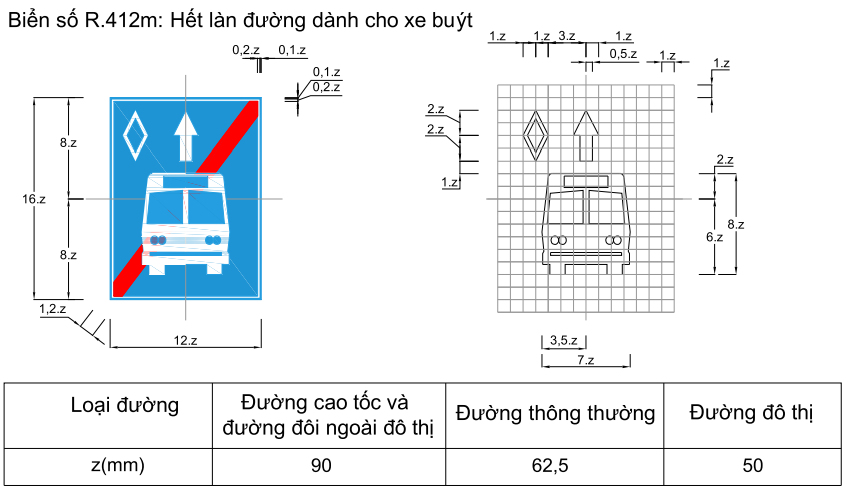 Biển số R.412m: Hết làn đường dành cho xe buýt
0,2.z
0,1.z
0,1.z
0,2.z
8.z
16.z
8.z
1,2.z
12.z
1.z
1.z
3.z
1.z
0,5.z
1.z
1.z
2.z
2.z
1.z
2.z
8.z
6.z
3,5.z
7.z
Loại đường
Đường cao tốc và
đường đôi ngoài đô thị
Đường thông thường
Đường đô thị
z(mm)
90
62,5
50